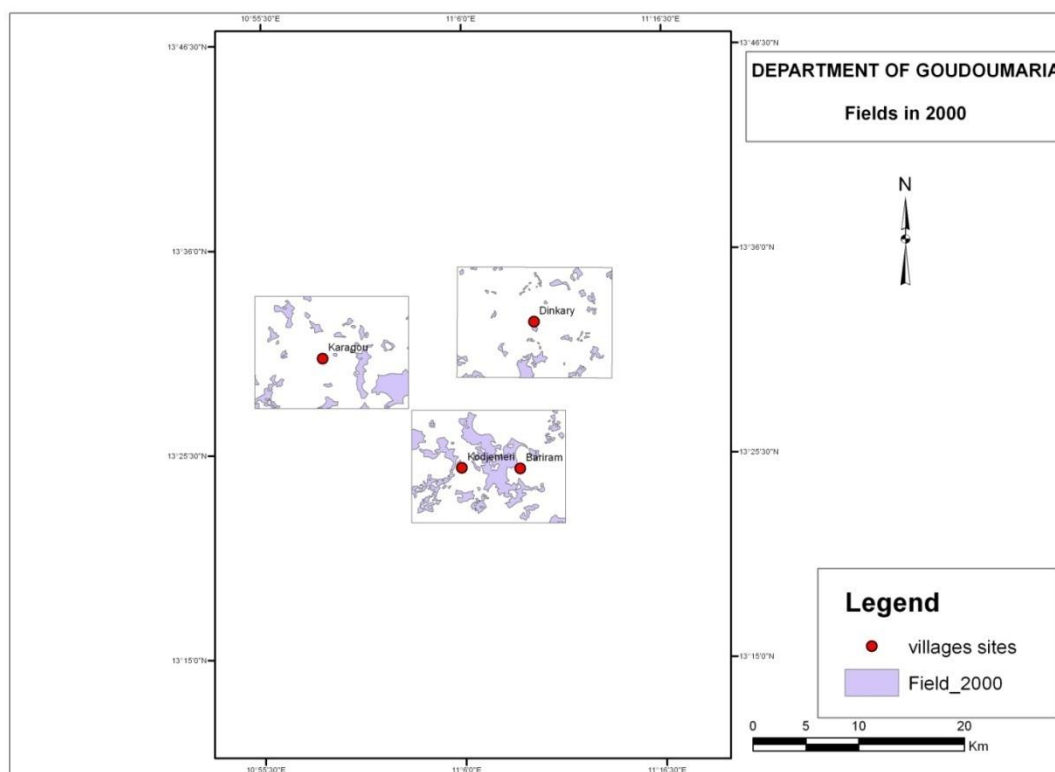 10°55'30"E 11°6'0"E 11°16'30"E
13°46'30"N 13°46'30"N
DEPARTMENT OF GOUDOUMARIA
Fields in 2000
N
13°36'0"N 13°36'0"N
Dinkary
Karagou
13°25'30"N 13°25'30"N
Kodjemeri Bariram
Legend
villages sites
Field_2000
13°15'0"N 13°15'0"N
0 5 10 20
Km
10°55'30"E 11°6'0"E 11°16'30"E